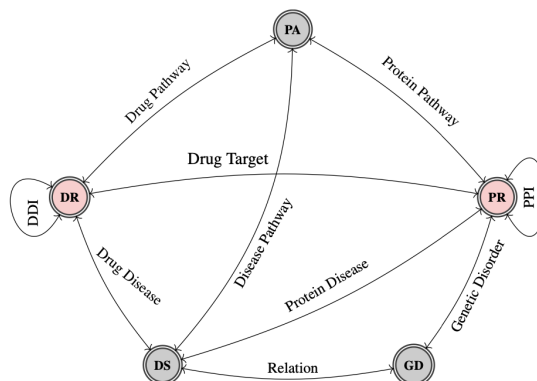 PA
Drug Pathway
Protein Pathway
Drug Target
DR
PR
DDI
PPI
Disease Pathway
Drug Disease
Protein Disease
Genetic Disorder
DS
Relation
GD